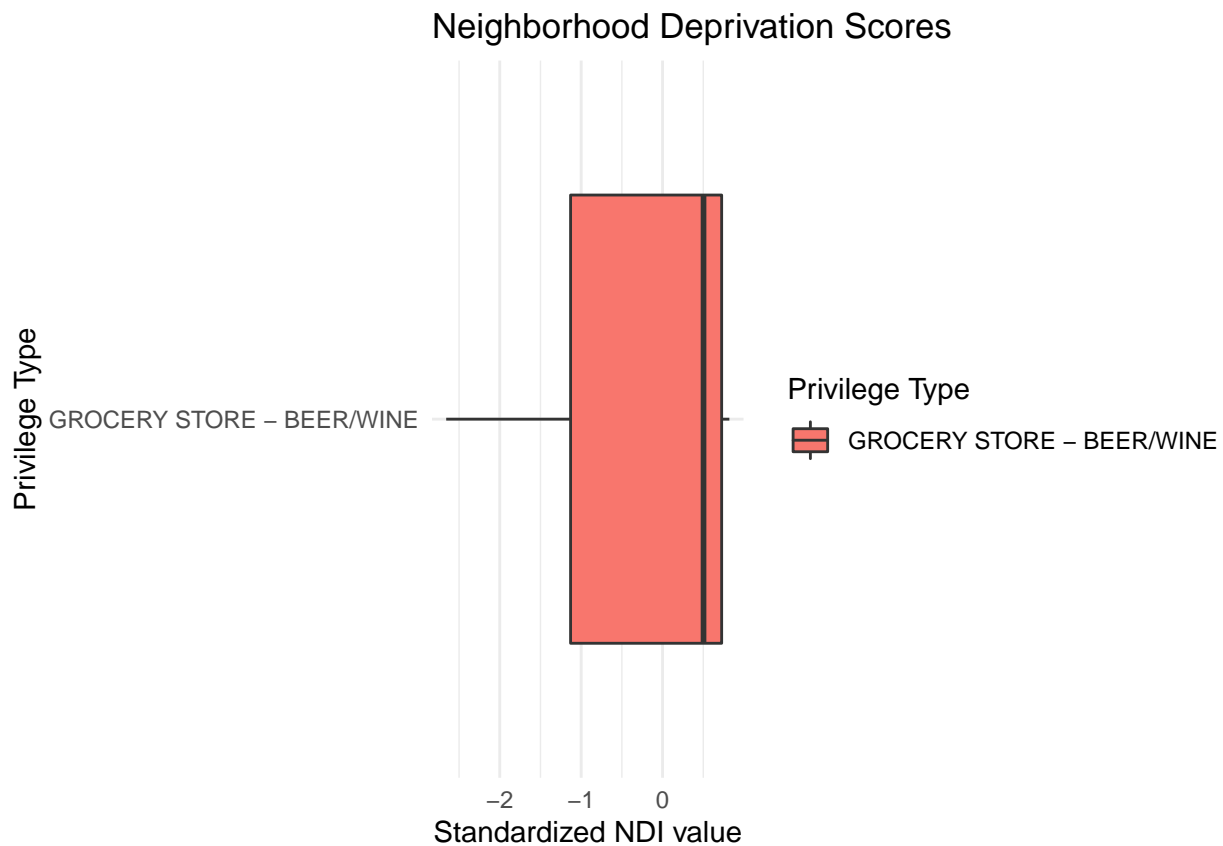 Neighborhood Deprivation Scores
Privilege Type
GROCERY STORE – BEER/WINE
−2
−1
0
Standardized NDI value
Privilege Type
GROCERY STORE – BEER/WINE